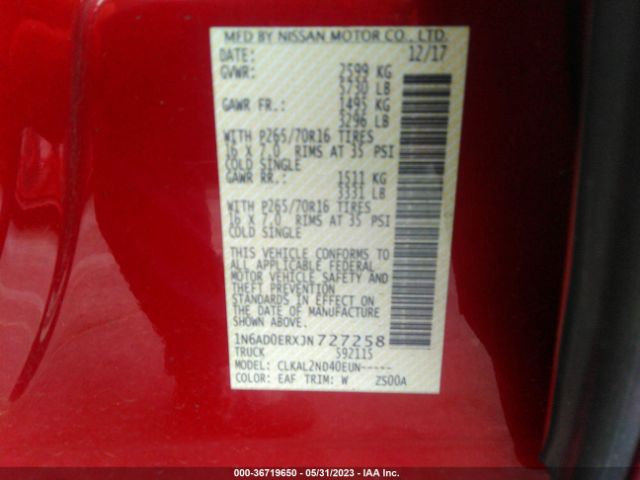 MFD BY NISSAN MOTOR CO., LTD.
DATE: 12/17
GVWR: 2599 KG
5730 LB
GAWR FR.: 1495 KG
3296 LB
WITH P265/70R16 TIRES
16 X 7.0 RIMS AT 35 PSI
COLD SINGLE
GAWR RR.: 1511 KG
3331 LB
WITH P265/70R16 TIRES
16 X 7.0 RIMS AT 35 PSI
COLD SINGLE
THIS VEHICLE CONFORMS TO
ALL APPLICABLE FEDERAL
MOTOR VEHICLE SAFETY AND
THEFT PREVENTION
STANDARDS IN EFFECT ON
THE DATE OF MANUFACTURE
SHOWN ABOVE.
1N6AD0ERXJN727258
TRUCK 592115
MODEL: CLKAL2ND40EUN-----
COLOR: EAF TRIM: W 2S00A
000-36719650 - 05/31/2023 - IAA Inc.